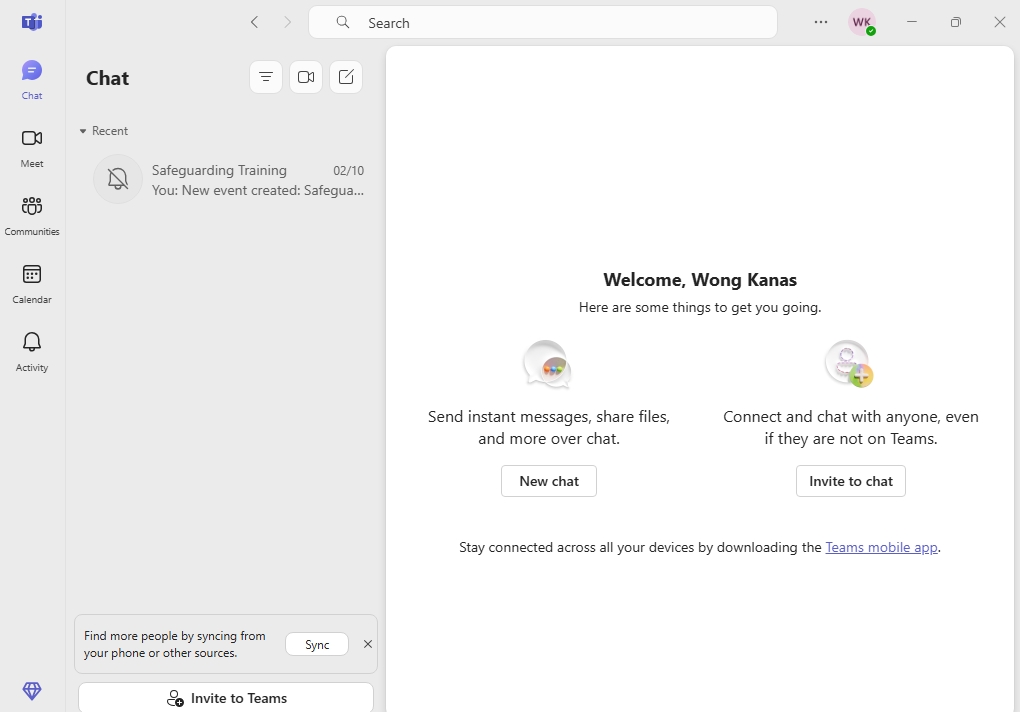 Search
WK
Chat
Meet
Communities
Calendar
Activity
Chat
Recent
Safeguarding Training 02/10
You: New event created: Safegua...
Find more people by syncing from
your phone or other sources.
Sync
Invite to Teams
Welcome, Wong Kanas
Here are some things to get you going.
Send instant messages, share files,
and more over chat.
New chat
Connect and chat with anyone, even
if they are not on Teams.
Invite to chat
Stay connected across all your devices by downloading the Teams mobile app.